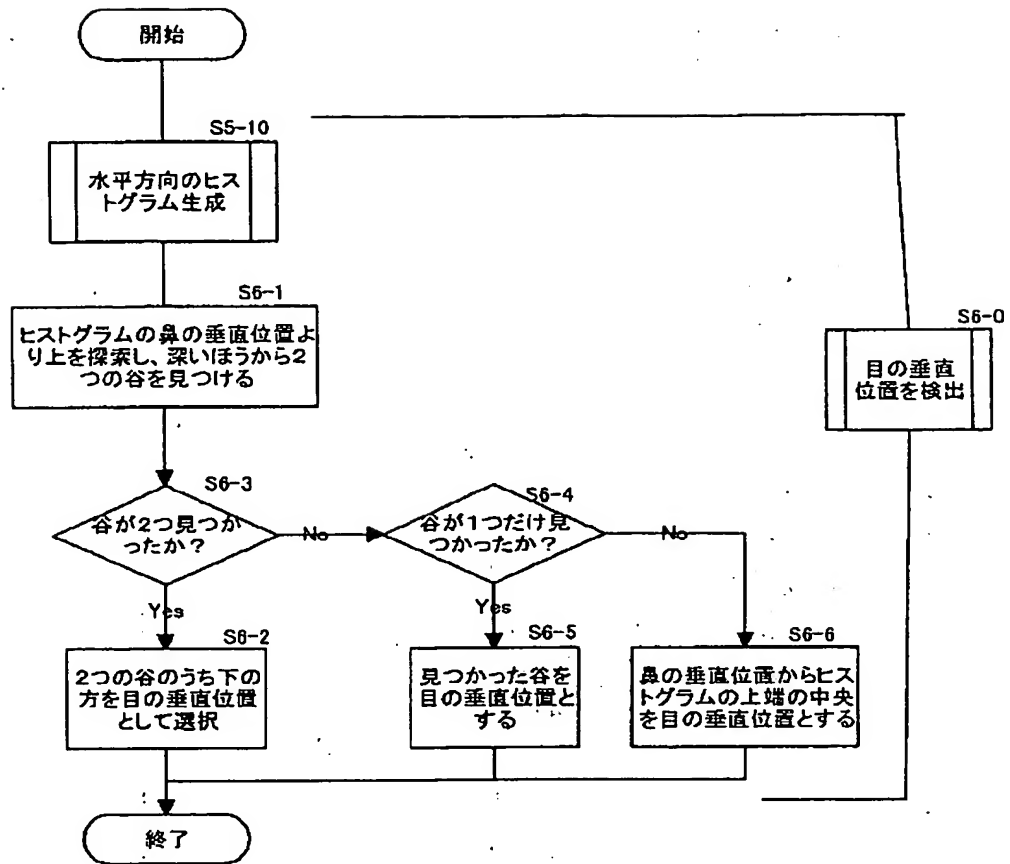 開始
S5-10
水平方向のヒス
トグラム生成
S6-1
ヒストグラムの鼻の垂直位置よ
り上を探索し、深いほうから2
つの谷を見つける
S6-0
目の垂直
位置を検出
S6-3
谷が2つ見つか
ったか？
No
S6-4
谷が1つだけ見
つかったか？
No
Yes
Yes
S6-2
2つの谷のうち下の
方を目の垂直位置
として選択
S6-5
見つかった谷を
目の垂直位置と
する
S6-6
鼻の垂直位置からヒス
トグラムの上端の中央
を目の垂直位置とする
終了